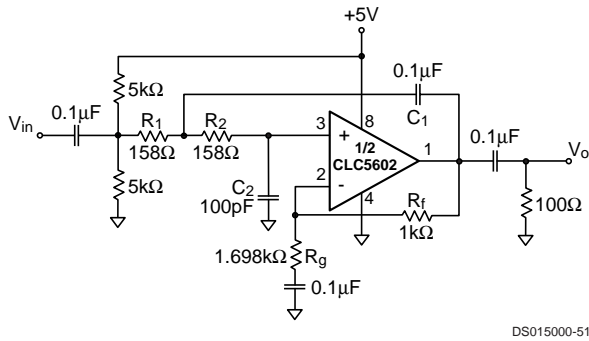 +5V
5kΩ
0.1µF
Vin
R1
158Ω
R2
158Ω
5kΩ
C2
100pF
3
+
1/2
CLC5602
2
-
8
4
1
0.1µF
C1
0.1µF
Vo
100Ω
Rf
1kΩ
1.698kΩ Rg
0.1µF
DS015000-51